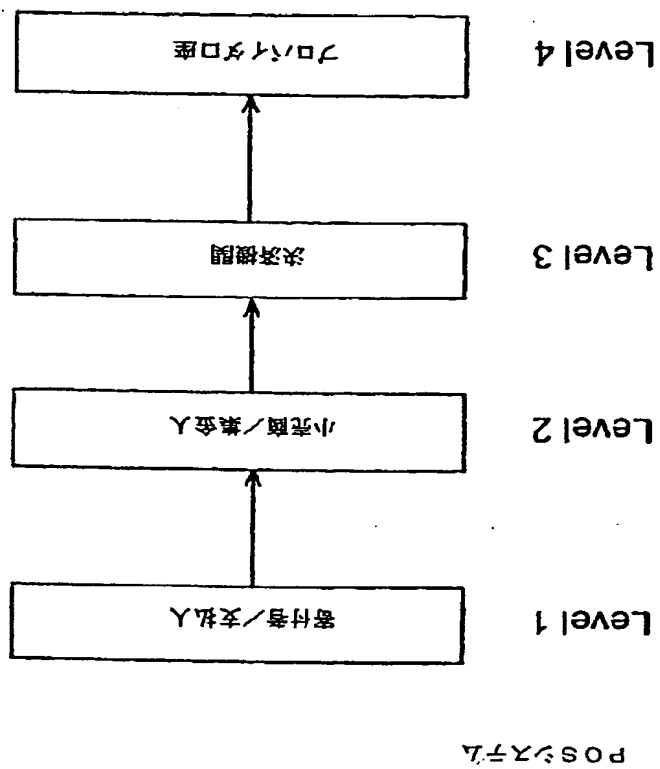 POSシステム
Level 1 寄付者/支払人
Level 2 小売商/集金人
Level 3 決済機関
Level 4 プロバイダ口座